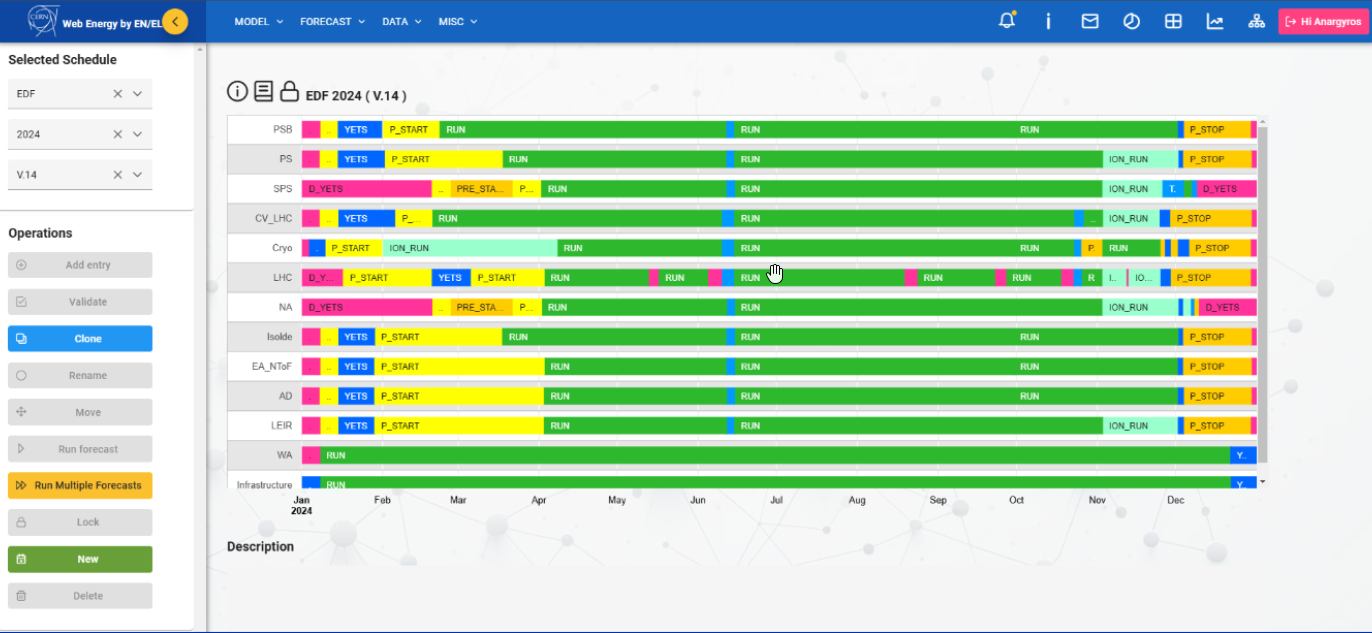 CERN Web Energy by EN/EL MODEL FORECAST DATA MISC Hi Anargyros
Selected Schedule
EDF
2024
V.14
Operations
Add entry
Validate
Clone
Rename
Move
Run forecast
Run Multiple Forecasts
Lock
New
Delete
EDF 2024 ( V.14 )
PSB . .. YETS P_START RUN RUN RUN P_STOP
PS . .. YETS P_START RUN RUN ION_RUN P_STOP
SPS D_YETS .. PRE_STA... P... RUN RUN ION_RUN T. D_YETS
CV_LHC . .. YETS P_... RUN RUN ... ION_RUN P_STOP
Cryo . P_START ION_RUN RUN RUN RUN P. RUN P_STOP
LHC D_Y... P_START YETS P_START RUN RUN .. RUN RUN RUN . R I.. IO... P_STOP
NA D_YETS .. PRE_STA... P... RUN RUN ION_RUN D_YETS
Isolde . .. YETS P_START RUN RUN RUN P_STOP
EA_NToF . .. YETS P_START RUN RUN RUN P_STOP
AD . .. YETS P_START RUN RUN RUN P_STOP
LEIR . .. YETS P_START RUN RUN ION_RUN P_STOP
WA . RUN Y..
Infrastructure .. RUN Y..
Jan Feb Mar Apr May Jun Jul Aug Sep Oct Nov Dec
2024
Description